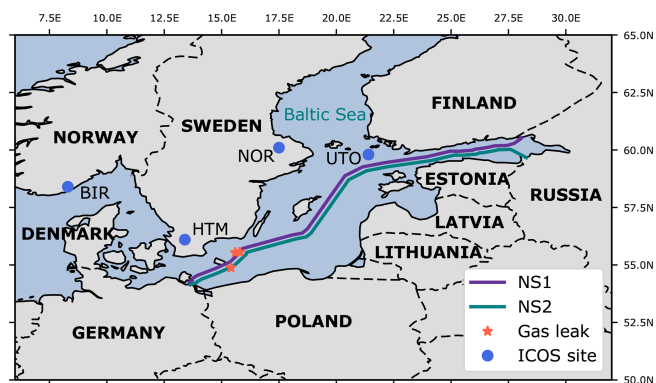 7.5E 10.0E 12.5E 15.0E 17.5E 20.0E 22.5E 25.0E 27.5E 30.0E
65.0N
62.5N
60.0N
57.5N
55.0N
52.5N
50.0N
FINLAND
Baltic Sea
SWEDEN
NORWAY
NOR
UTO
ESTONIA
BIR
RUSSIA
LATVIA
HTM
DENMARK
LITHUANIA
NS1
NS2
Gas leak
ICOS site
POLAND
GERMANY